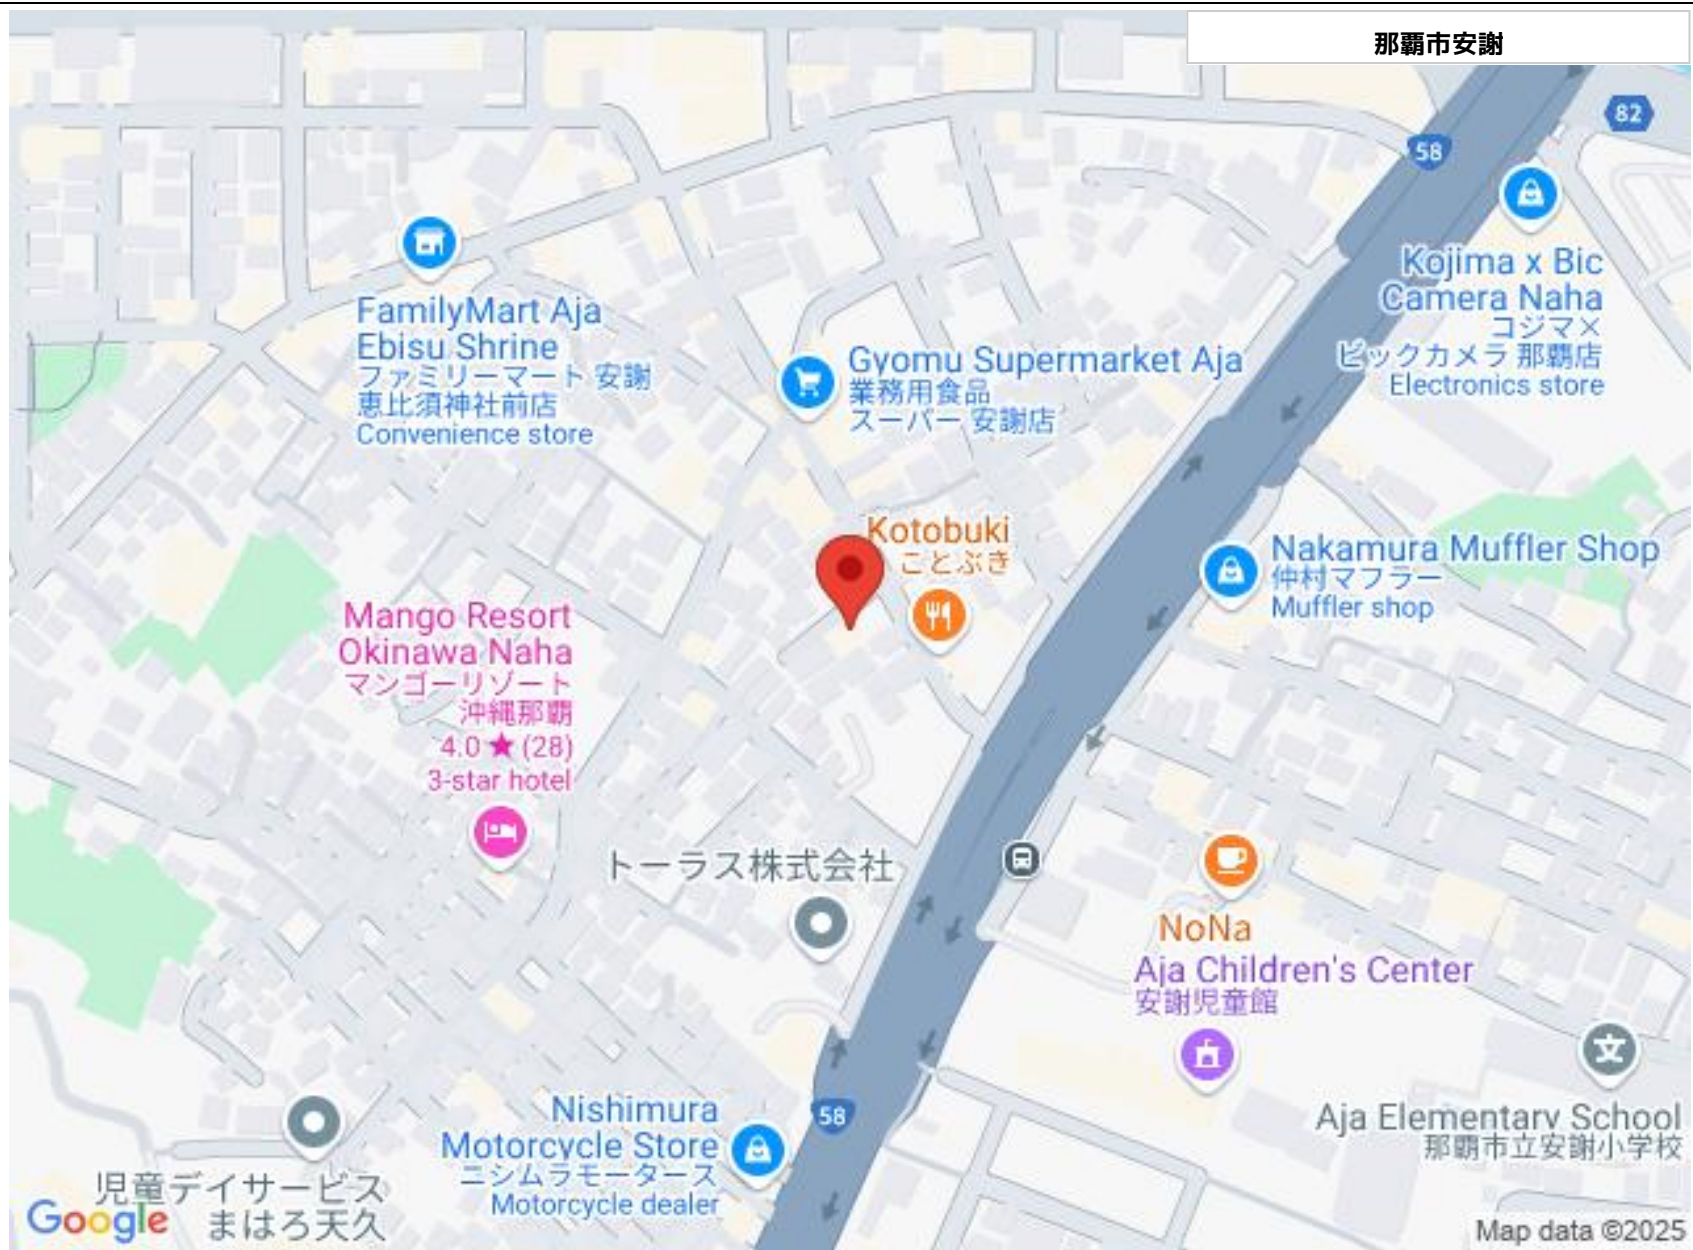 那覇市安謝
82
58
FamilyMart Aja
Ebisu Shrine
ファミリーマート 安謝
恵比須神社前店
Convenience store
Kojima x Bic
Camera Naha
コジマ×
ビックカメラ 那覇店
Electronics store
Gyomu Supermarket Aja
業務用食品
スーパー 安謝店
Kotobuki
ことぶき
Nakamura Muffler Shop
仲村マフラー
Muffler shop
Mango Resort
Okinawa Naha
マンゴーリゾート
沖縄那覇
4.0 ★ (28)
3-star hotel
トーラス株式会社
NoNa
Aja Children's Center
安謝児童館
文
Aja Elementary School
那覇市立安謝小学校
58
Nishimura
Motorcycle Store
ニシムラモータース
Motorcycle dealer
児童デイサービス
まはろ天久
Google
Map data ©2025